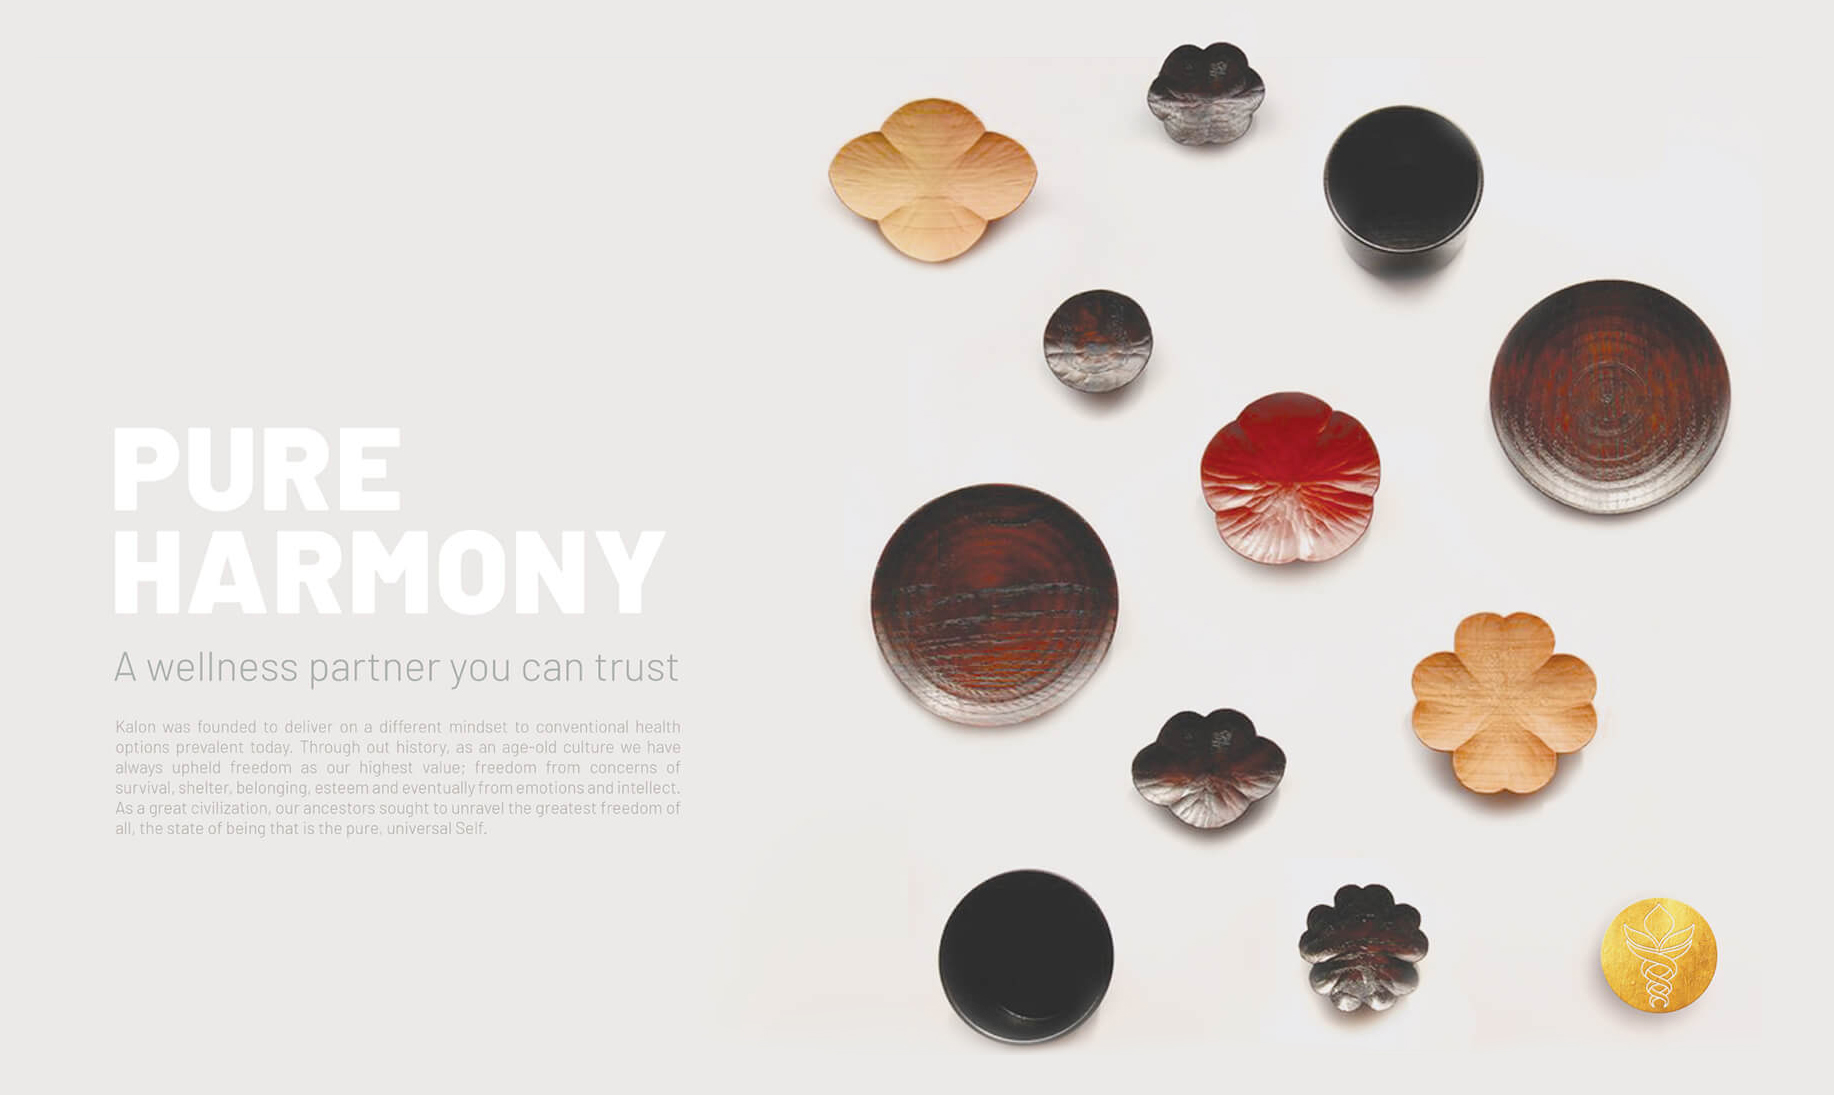 PURE
HARMONY
A wellness partner you can trust
Kalon was founded to deliver on a different mindset to conventional health
options prevalent today. Through out history, as an age-old culture we have
always upheld freedom as our highest value; freedom from concerns of
survival, shelter, belonging, esteem and eventually from emotions and intellect.
As a great civilization, our ancestors sought to unravel the greatest freedom of
all, the state of being that is the pure, universal Self.